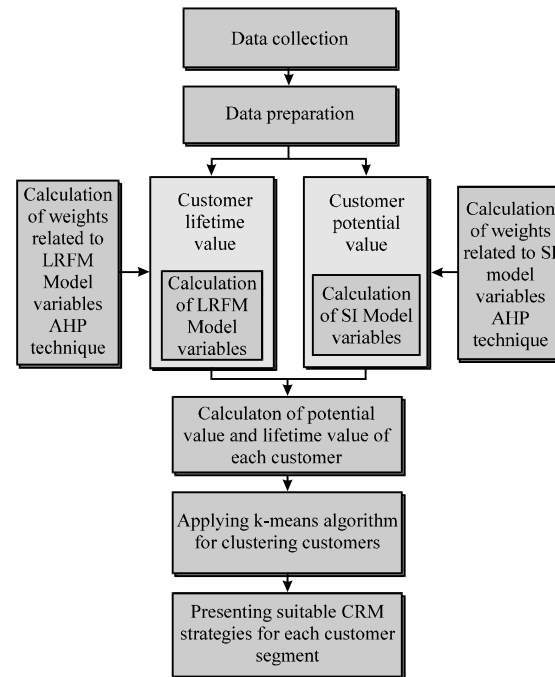 Data collection
Data preparation
Calculation
of weights
related to
LRFM
Model
variables
AHP
technique
Customer
lifetime
value
Calculation
of LRFM
Model
variables
Customer
potential
value
Calculation
of SI Model
variables
Calculation
of weights
related to SI
model
variables
AHP
technique
Calculaton of potential
value and lifetime value of
each customer
Applying k-means algorithm
for clustering customers
Presenting suitable CRM
strategies for each customer
segment